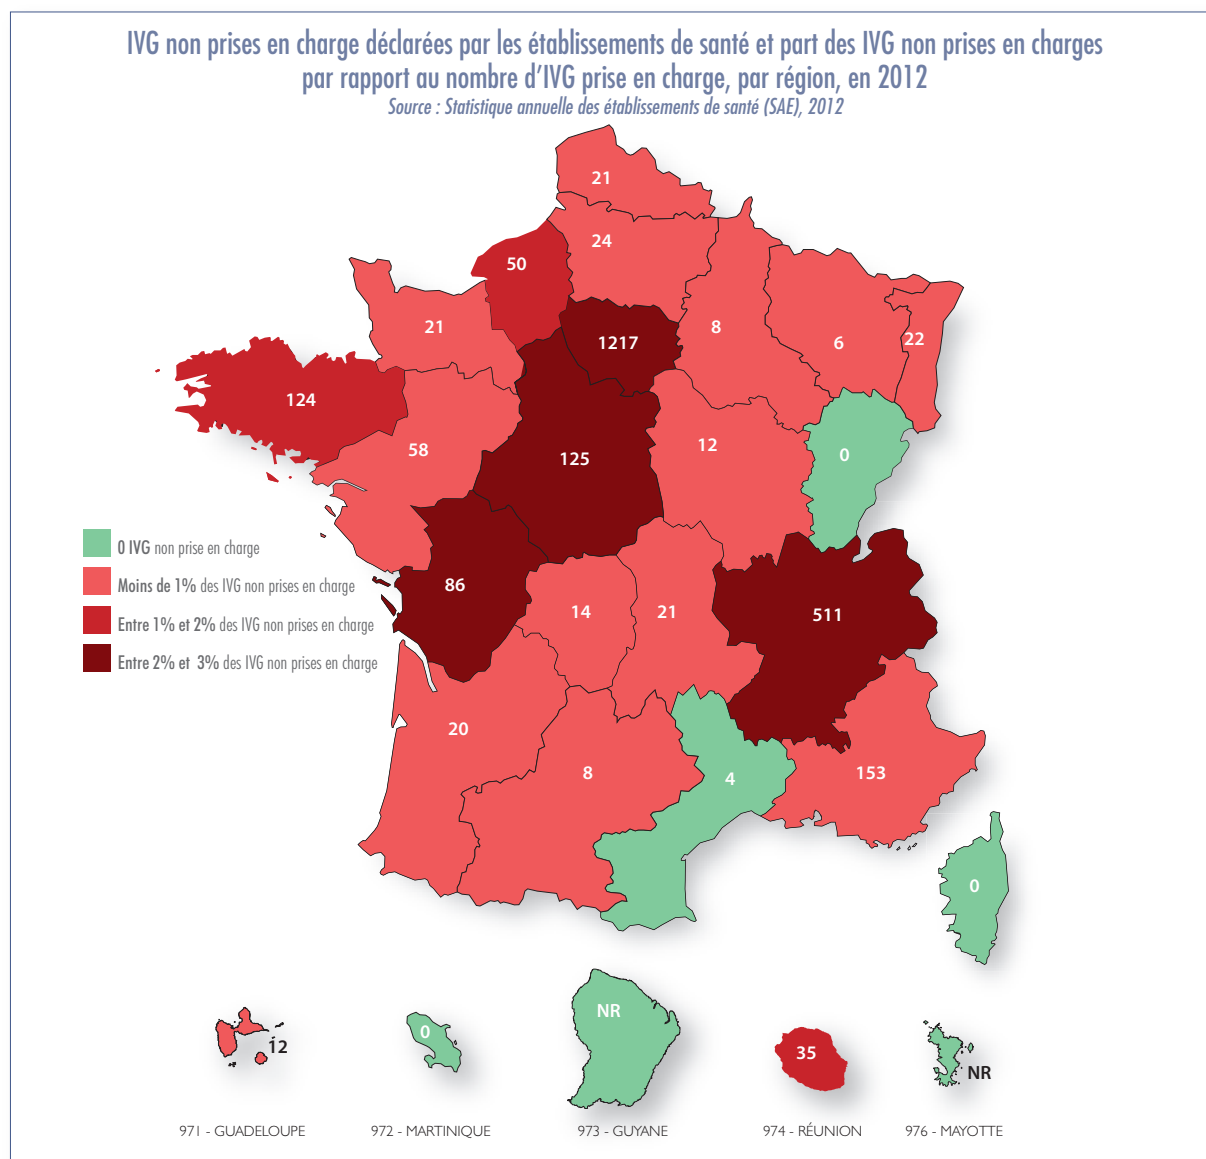 IVG non prises en charge déclarées par les établissements de santé et part des IVG non prises en charges
par rapport au nombre d'IVG prise en charge, par région, en 2012
Source : Statistique annuelle des établissements de santé (SAE), 2012
21
24
50
21
1217
8
6
22
124
58
125
12
0
0 IVG non prise en charge
Moins de 1% des IVG non prises en charge
Entre 1% et 2% des IVG non prises en charge
Entre 2% et 3% des IVG non prises en charge
86
14
21
511
20
8
4
153
0
12
0
NR
35
NR
971 - GUADELOUPE
972 - MARTINIQUE
973 - GUYANE
974 - RÉUNION
976 - MAYOTTE